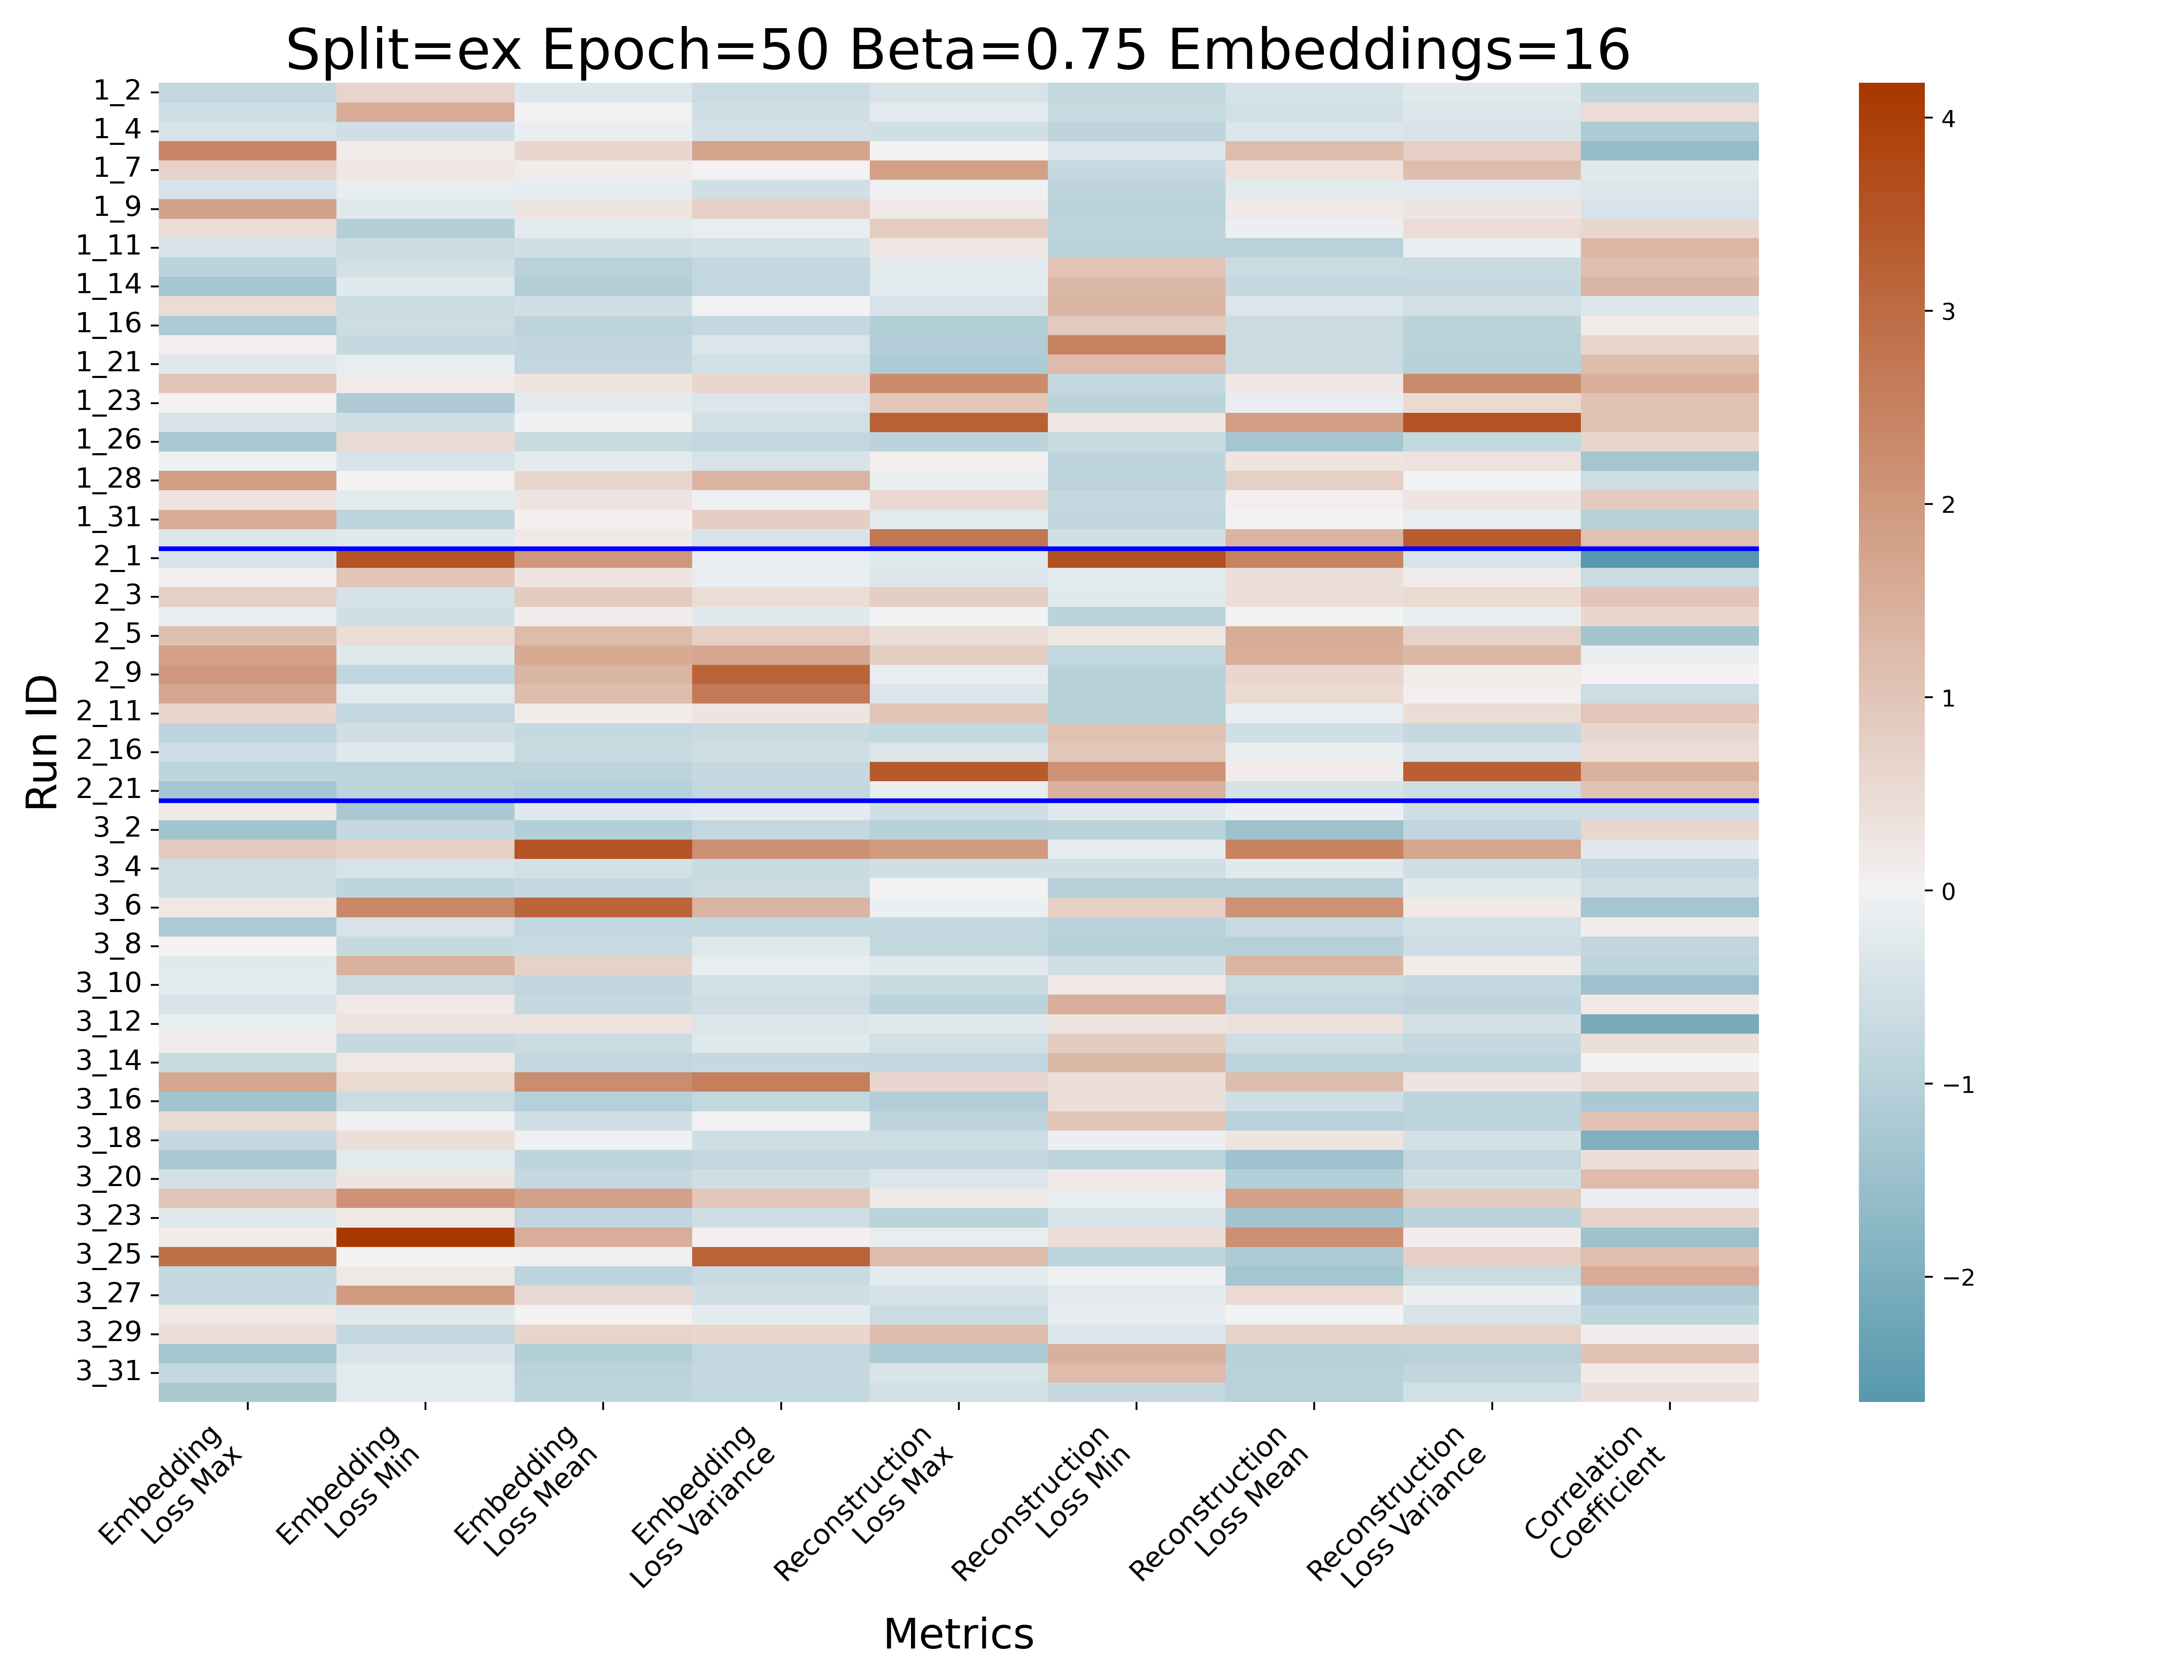 Split=ex Epoch=50 Beta=0.75 Embeddings=16
Run ID
1_2
1_4
1_7
1_9
1_11
1_14
1_16
1_21
1_23
1_26
1_28
1_31
2_1
2_3
2_5
2_9
2_11
2_16
2_21
3_2
3_4
3_6
3_8
3_10
3_12
3_14
3_16
3_18
3_20
3_23
3_25
3_27
3_29
3_31
Embedding
Loss Max
Embedding
Loss Min
Embedding
Loss Mean
Embedding
Loss Variance
Reconstruction
Loss Max
Reconstruction
Loss Min
Reconstruction
Loss Mean
Reconstruction
Loss Variance
Correlation
Coefficient
Metrics
4
3
2
1
0
−1
−2